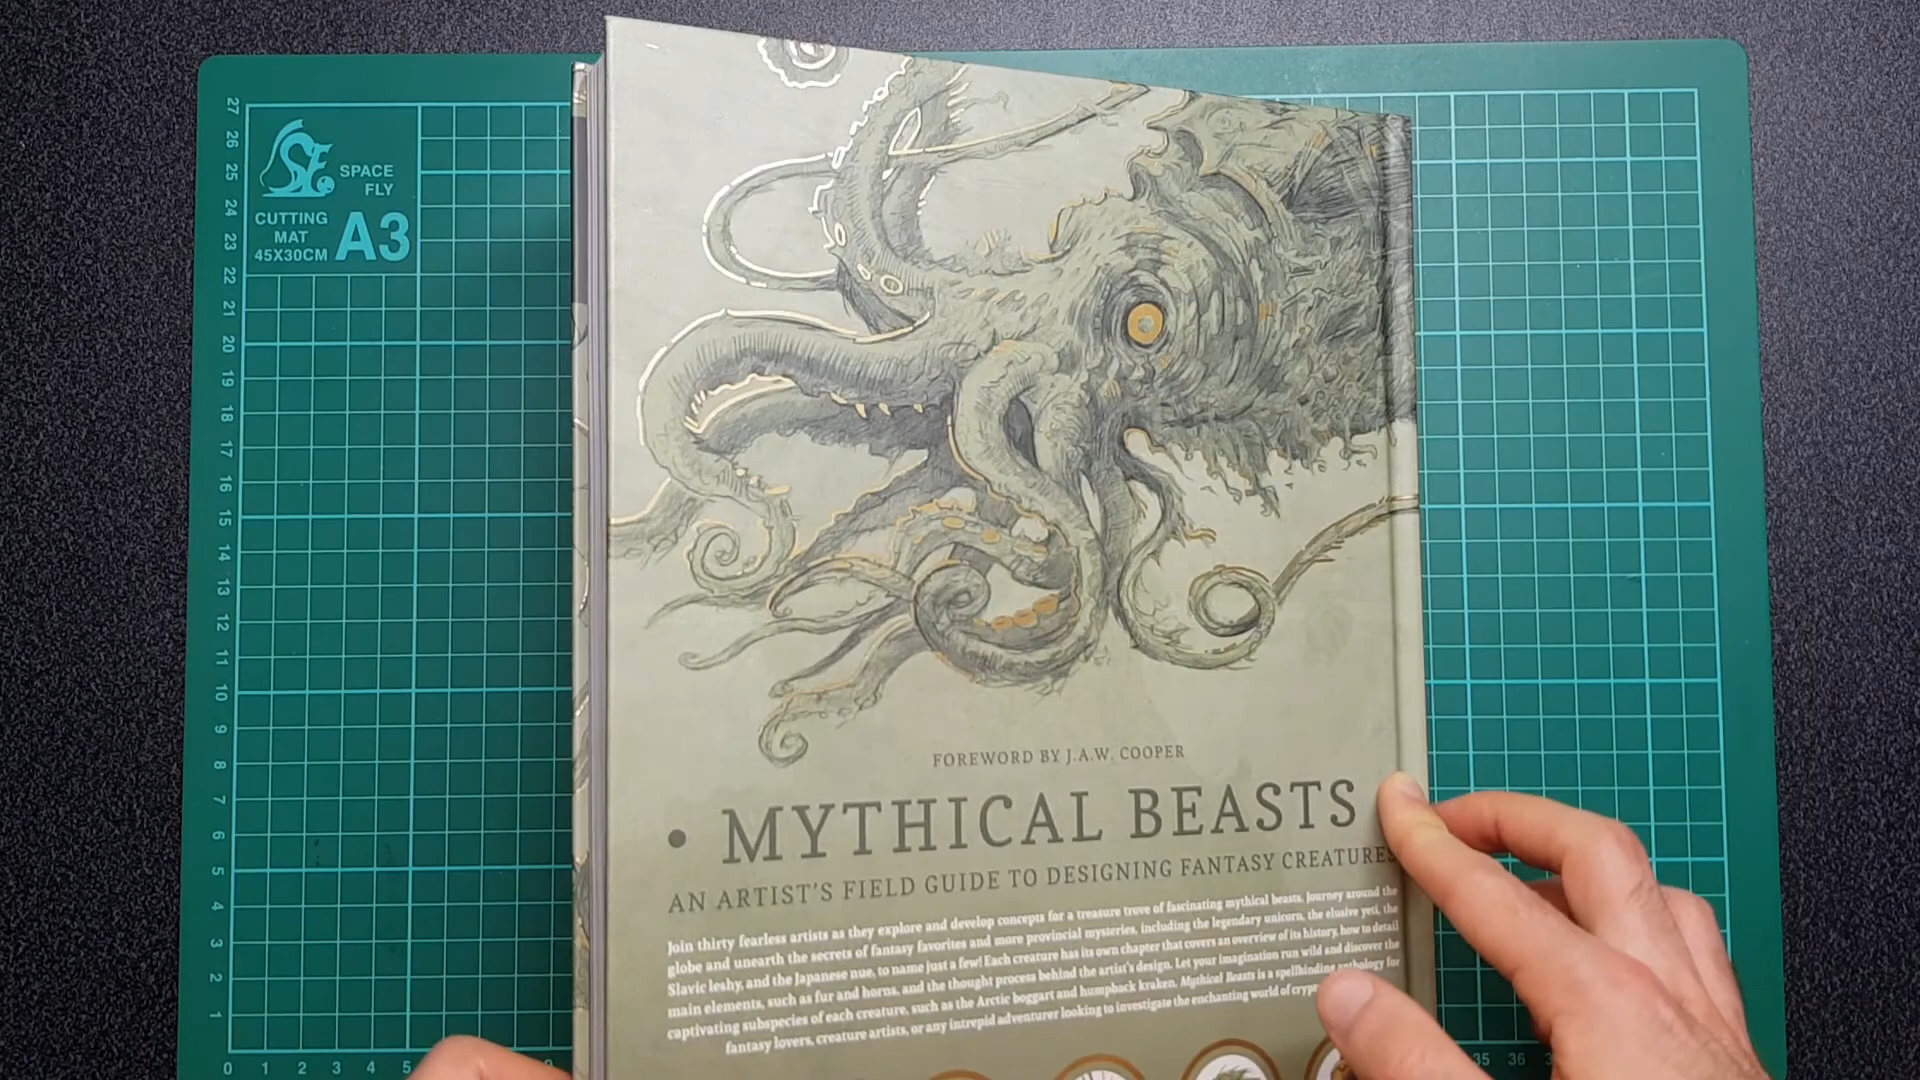 SPACE
FLY
CUTTING
MAT
45X30CM
A3
27
26
25
24
23
22
21
20
19
18
17
16
15
14
13
12
11
10
9
8
7
6
5
4
3
2
1
0 1 2 3 4 5
35 36
FOREWORD BY J.A.W. COOPER
• MYTHICAL BEASTS
AN ARTIST'S FIELD GUIDE TO DESIGNING FANTASY CREATURES
Join thirty fearless artists as they explore and develop concepts for a treasure trove of fascinating mythical beasts. Journey around the
globe and unearth the secrets of fantasy favorites and more provincial mysteries, including the legendary unicorn, the elusive yeti, the
Slavic leshy, and the Japanese nue, to name just a few! Each creature has its own chapter that covers an overview of its history, how to detail
main elements, such as fur and horns, and the thought process behind the artist's design. Let your imagination run wild and discover the
captivating subspecies of each creature, such as the Arctic boggart and humpback kraken. Mythical Beasts is a spellbinding anthology for
fantasy lovers, creature artists, or any intrepid adventurer looking to investigate the enchanting world of